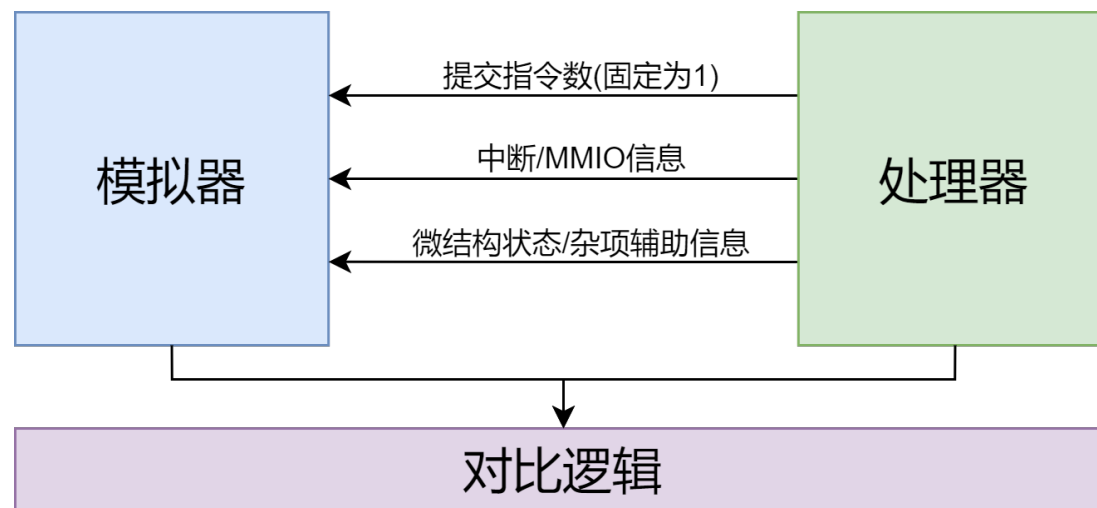 提交指令数(固定为1)
模拟器
中断/MMIO信息
处理器
微结构状态/杂项辅助信息
对比逻辑